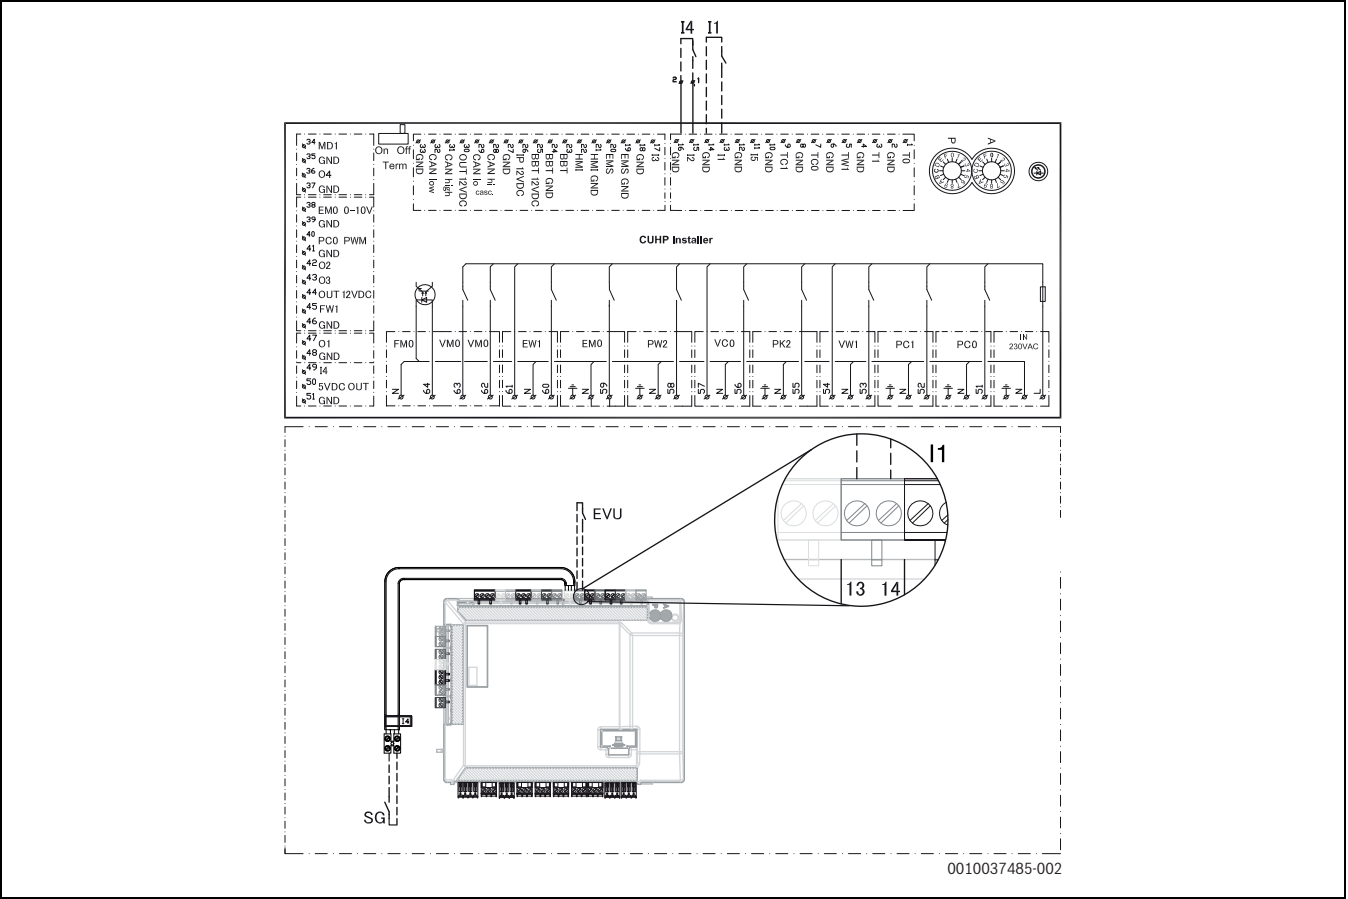 I4 I1
2 1
34 MD1
35 GND
36 O4
37 GND
38 EM0 0-10V
39 GND
40 PC0 PWM
41 GND
42 O2
43 O3
44 OUT 12VDC
45 FW1
46 GND
47 O1
48 GND
49 I4
50 5VDC OUT
51 GND
On Off
Term
33 GND
32 CAN low
31 CAN high
30 OUT 12VDC
29 CAN lo
28 CAN hi
casc.
27 GND
26 IP 12VDC
25 BBT 12VDC
24 BBT GND
23 BBT
22 HMI
21 HMI GND
20 EMS
19 EMS GND
18 GND
17 I3
16 GND
15 I2
14 GND
13 I1
12 GND
11 I5
10 GND
9 TC1
8 GND
7 TC0
6 GND
5 TW1
4 GND
3 T1
2 GND
1 T0
P A
CUHP Installer
FM0 VM0 VM0 EW1 EM0 PW2 VC0 PK2 VW1 PC1 PC0 IN
230VAC
N 64 63 62 61 N 60 N 59 N 58 57 N 56 N 55 54 N 53 N 52 N 51 N L
I1
EVU
13 14
P A
I4
SG
0010037485-002